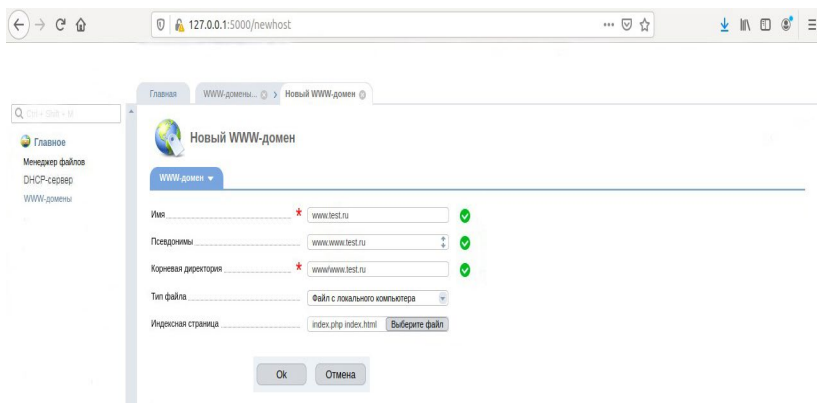 127.0.0.1:5000/newhost
Главная WWW-домены... > Новый WWW-домен
Главное
Менеджер файлов
DHCP-сервер
WWW-домены
Новый WWW-домен
WWW-домен
Имя * www.test.ru
Псевдонимы www.www.test.ru
Корневая директория * www/www.test.ru
Тип файла Файл с локального компьютера
Индексная страница index.php index.html Выберите файл
Ok Отмена